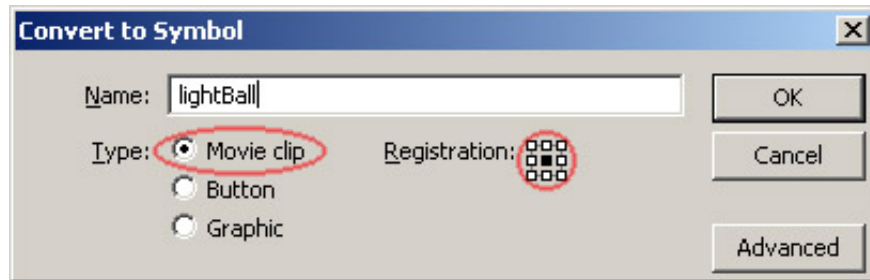 Convert to Symbol
Name: lightBall OK
Type: Movie clip Registration: Cancel
Button
Graphic
Advanced